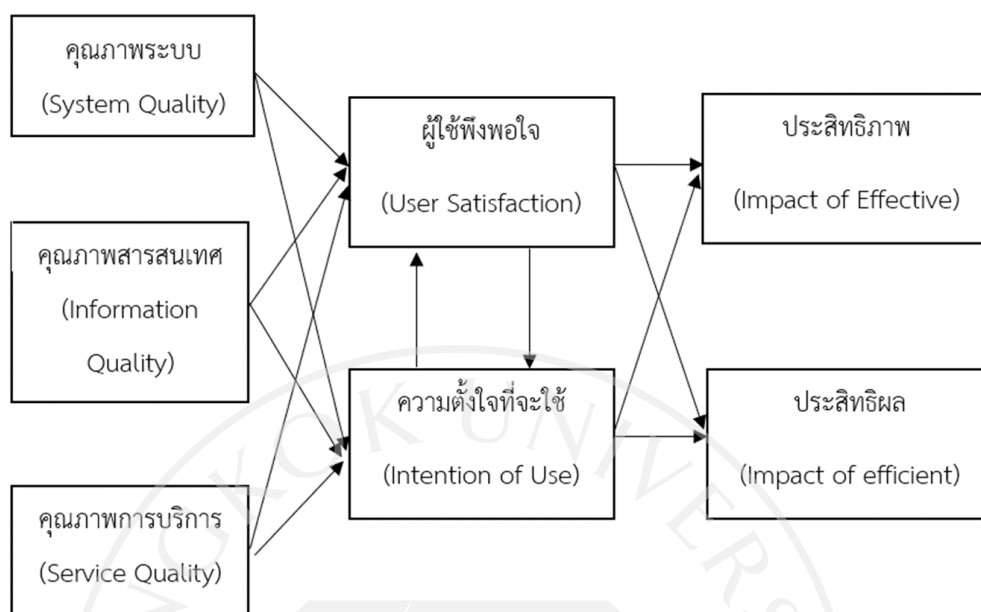 คุณภาพระบบ
(System Quality)
คุณภาพสารสนเทศ
(Information
Quality)
คุณภาพการบริการ
(Service Quality)
ผู้ใช้พึงพอใจ
(User Satisfaction)
ความตั้งใจที่จะใช้
(Intention of Use)
ประสิทธิภาพ
(Impact of Effective)
ประสิทธิผล
(Impact of efficient)
NGKOK UNIVERS